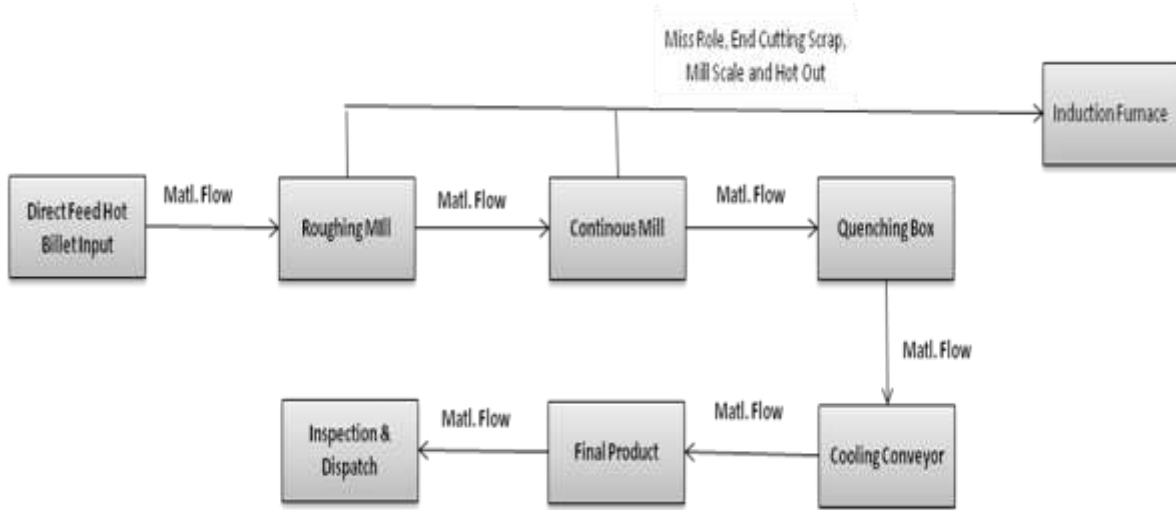 Miss Role, End Cutting Scrap,
Mill Scale and Hot Out
Induction Furnace
Direct Feed Hot
Billet Input
Matl. Flow
Roughing Mill
Matl. Flow
Continous Mill
Matl. Flow
Quenching Box
Matl. Flow
Cooling Conveyor
Matl. Flow
Final Product
Matl. Flow
Inspection &
Dispatch